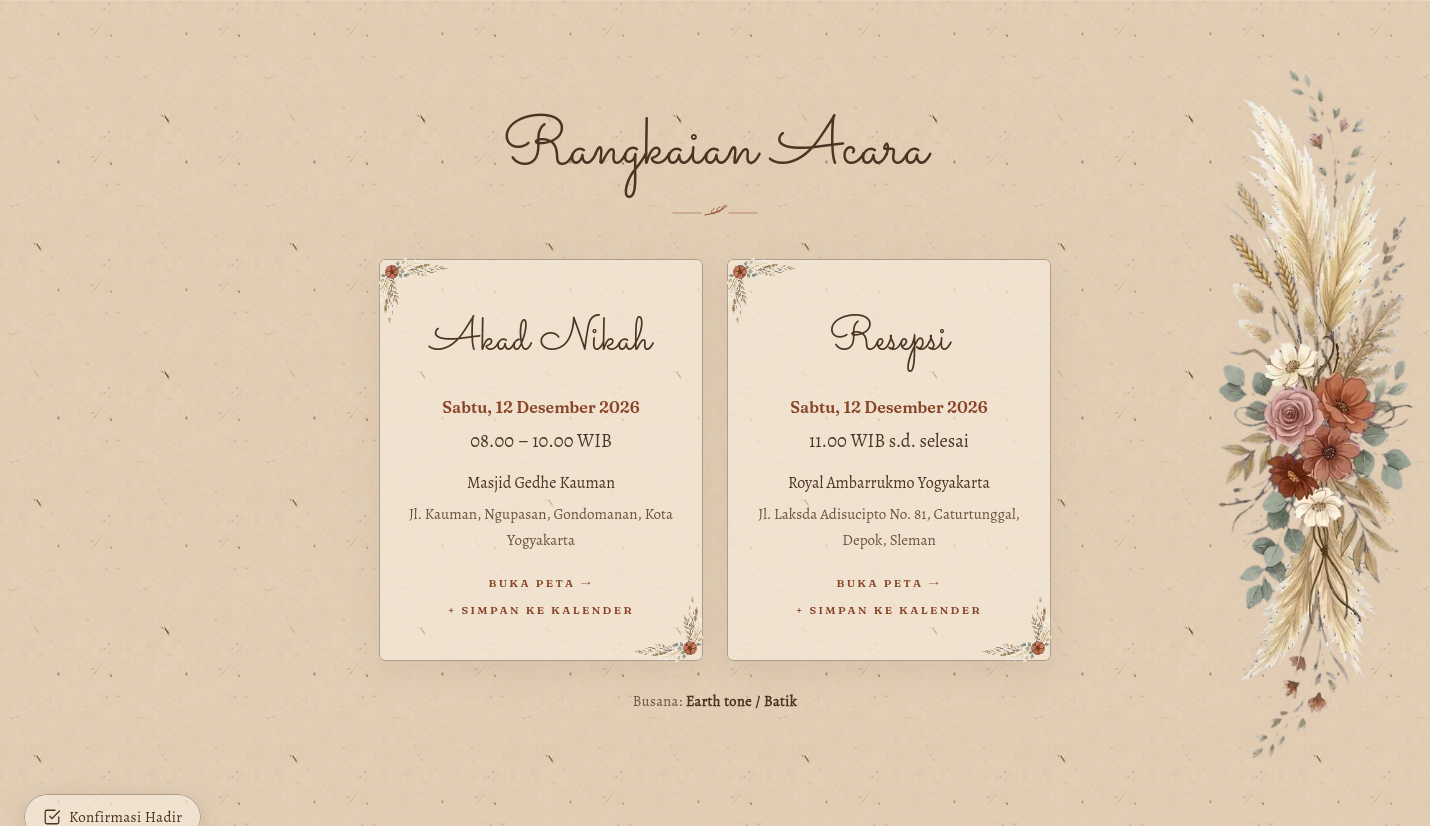 Rangkaian Acara
Akad Nikah
Sabtu, 12 Desember 2026
08.00 – 10.00 WIB
Masjid Gedhe Kauman
Jl. Kauman, Ngupasan, Gondomanan, Kota
Yogyakarta
BUKA PETA →
+ SIMPAN KE KALENDER
Resepsi
Sabtu, 12 Desember 2026
11.00 WIB s.d. selesai
Royal Ambarrukmo Yogyakarta
Jl. Laksda Adisucipto No. 81, Caturtunggal,
Depok, Sleman
BUKA PETA →
+ SIMPAN KE KALENDER
Busana: Earth tone / Batik
Konfirmasi Hadir